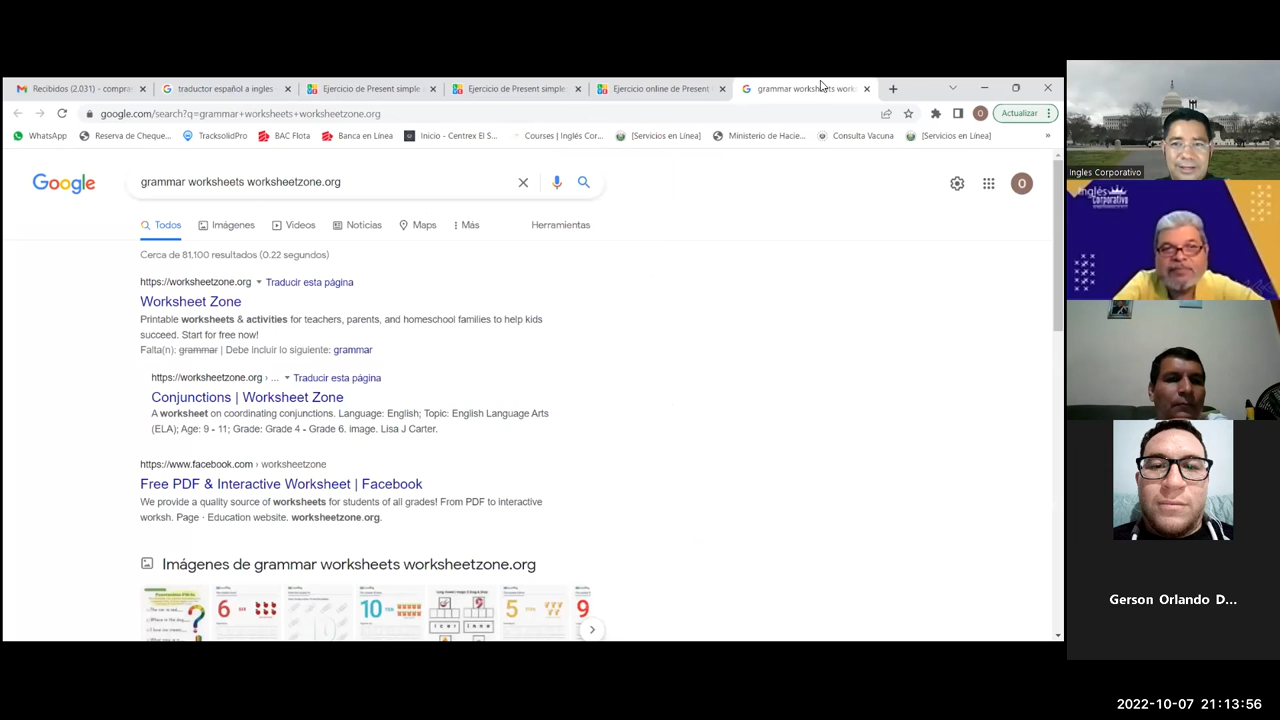 Recibidos (2.031) - compra
traductor español a ingles
Ejercicio de Present simple
Ejercicio de Present simple
Ejercicio online de Present
grammar worksheets work
google.com/search?q=grammar+worksheets+worksheetzone.org
Actualizar
WhatsApp
Reserva de Cheque...
TracksolidPro
BAC Flota
Banca en Línea
Inicio - Centrex El S...
Courses | Inglés Cor...
[Servicios en Línea]
Ministerio de Hacie...
Consulta Vacuna
[Servicios en Línea]
»
Google
grammar worksheets worksheetzone.org
O
Todos
Imágenes
Videos
Noticias
Maps
Más
Herramientas
Cerca de 81,100 resultados (0.22 segundos)
https://worksheetzone.org Traducir esta página
Worksheet Zone
Printable worksheets & activities for teachers, parents, and homeschool families to help kids
succeed. Start for free now!
Falta(n): grammar | Debe incluir lo siguiente: grammar
https://worksheetzone.org › ... Traducir esta página
Conjunctions | Worksheet Zone
A worksheet on coordinating conjunctions. Language: English; Topic: English Language Arts
(ELA); Age: 9 - 11; Grade: Grade 4 - Grade 6. image. Lisa J Carter.
https://www.facebook.com › worksheetzone
Free PDF & Interactive Worksheet | Facebook
We provide a quality source of worksheets for students of all grades! From PDF to interactive
worksh. Page · Education website. worksheetzone.org.
Imágenes de grammar worksheets worksheetzone.org
6
10
5
9
Ingles Corporativo
Inglés
Corporativo
Gerson Orlando D...
2022-10-07 21:13:56